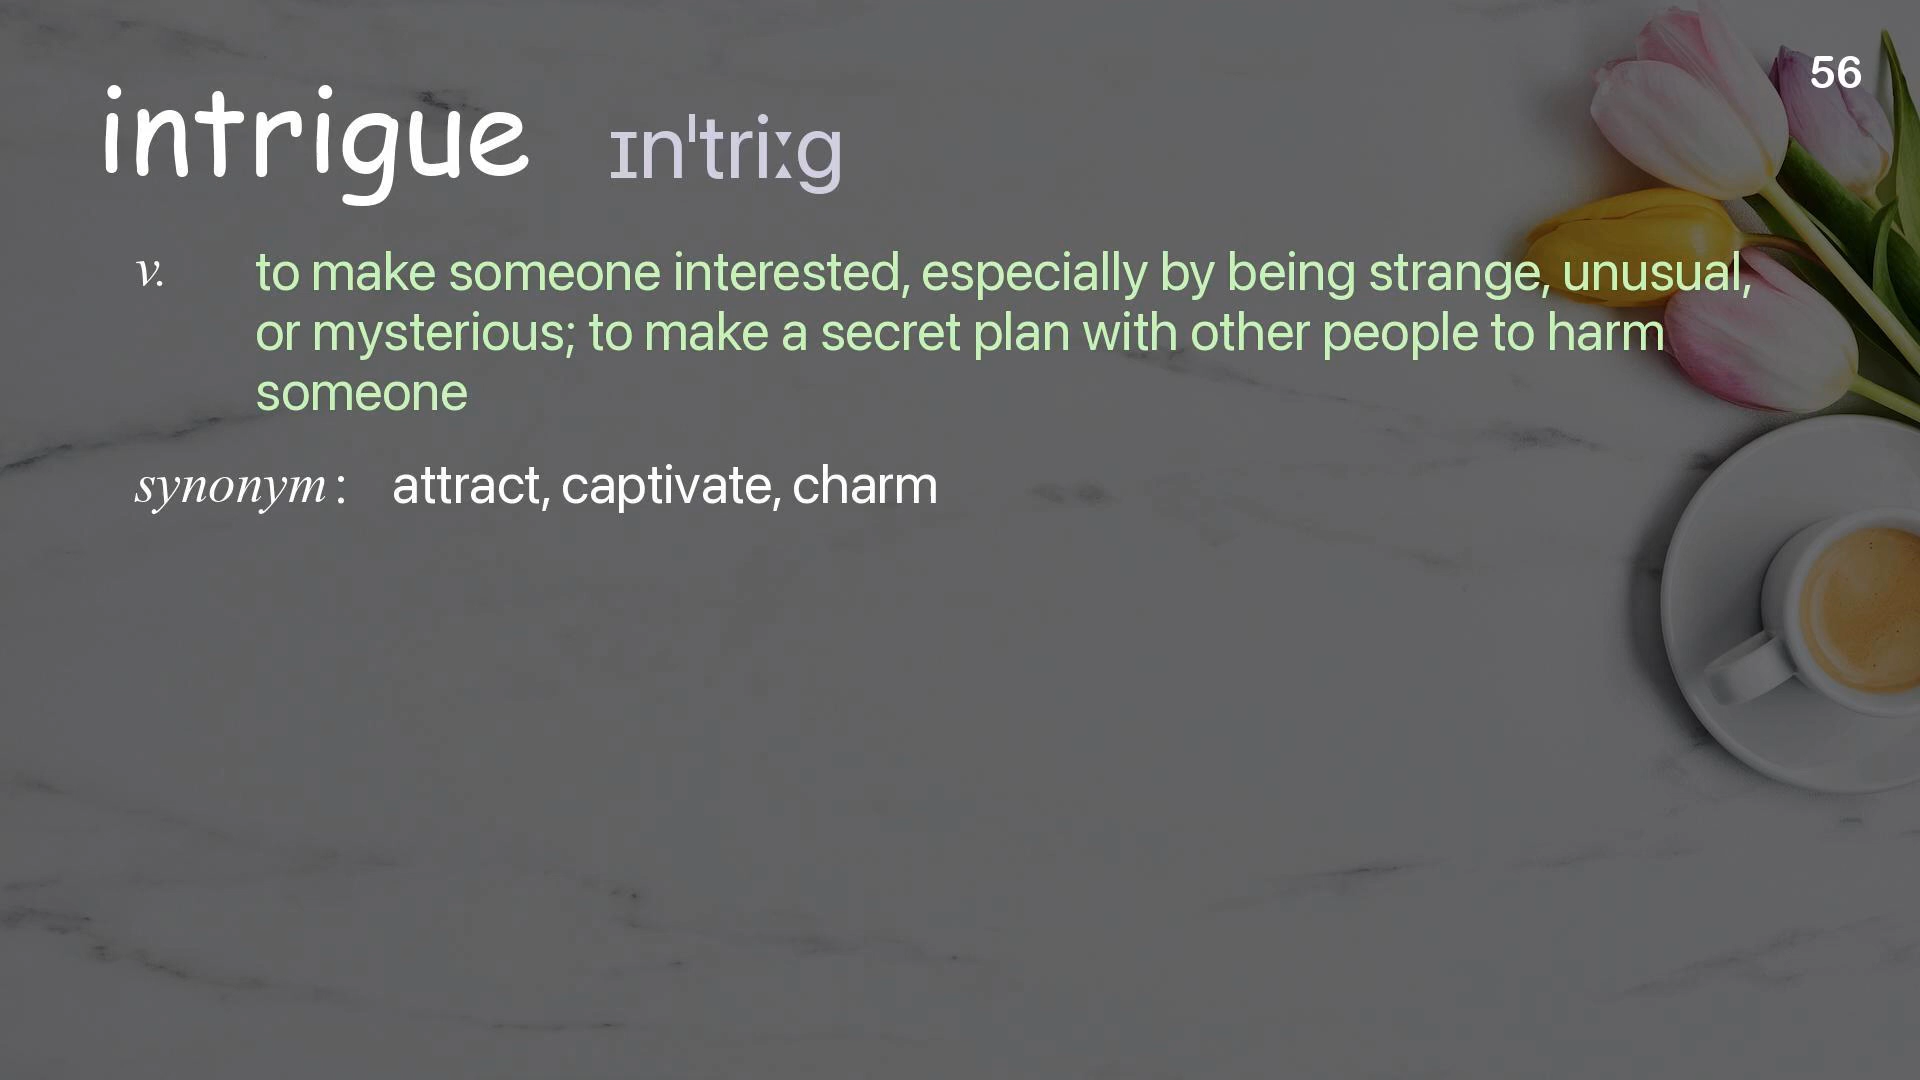 56
intrigue ɪnˈtriːg
v. to make someone interested, especially by being strange, unusual,
or mysterious; to make a secret plan with other people to harm
someone
synonym: attract, captivate, charm